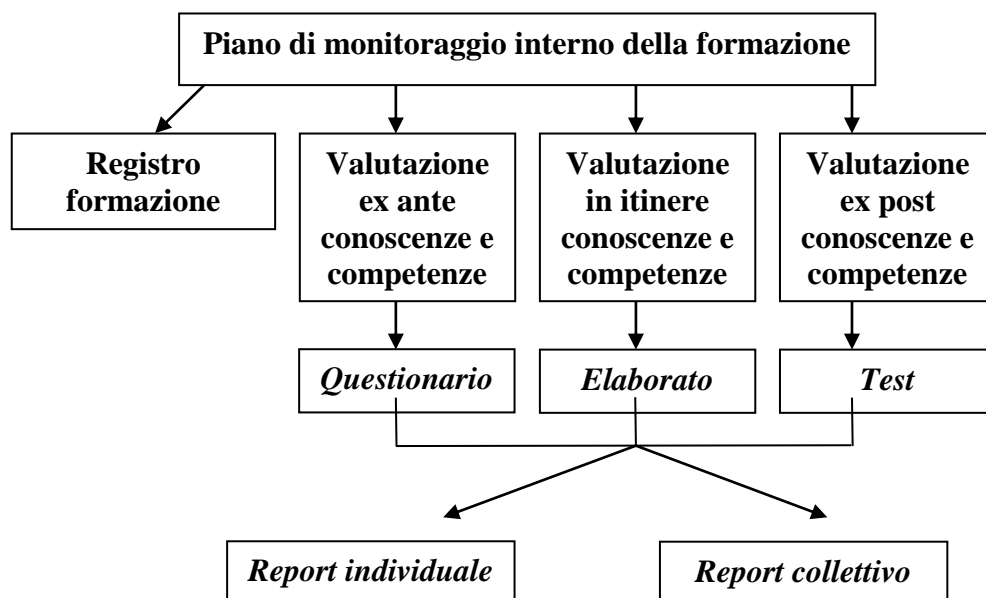 Piano di monitoraggio interno della formazione
Registro
formazione
Valutazione
ex ante
conoscenze e
competenze
Valutazione
in itinere
conoscenze e
competenze
Valutazione
ex post
conoscenze e
competenze
Questionario
Elaborato
Test
Report individuale
Report collettivo